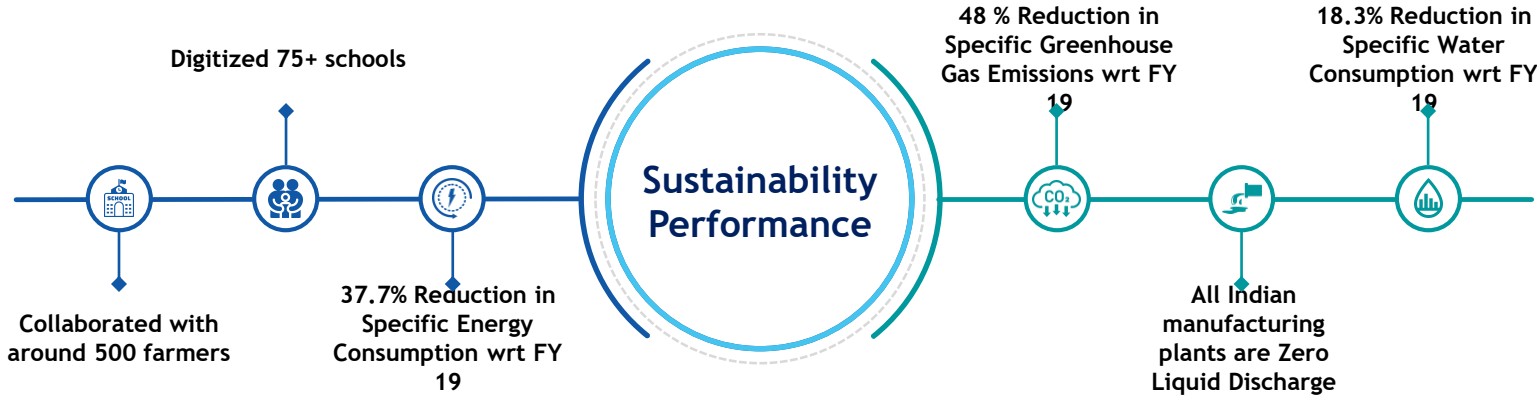 Digitized 75+ schools
SCHOOL
Collaborated with
around 500 farmers
37.7% Reduction in
Specific Energy
Consumption wrt FY
19
Sustainability
Performance
48 % Reduction in
Specific Greenhouse
Gas Emissions wrt FY
19
CO₂
All Indian
manufacturing
plants are Zero
Liquid Discharge
18.3% Reduction in
Specific Water
Consumption wrt FY
19